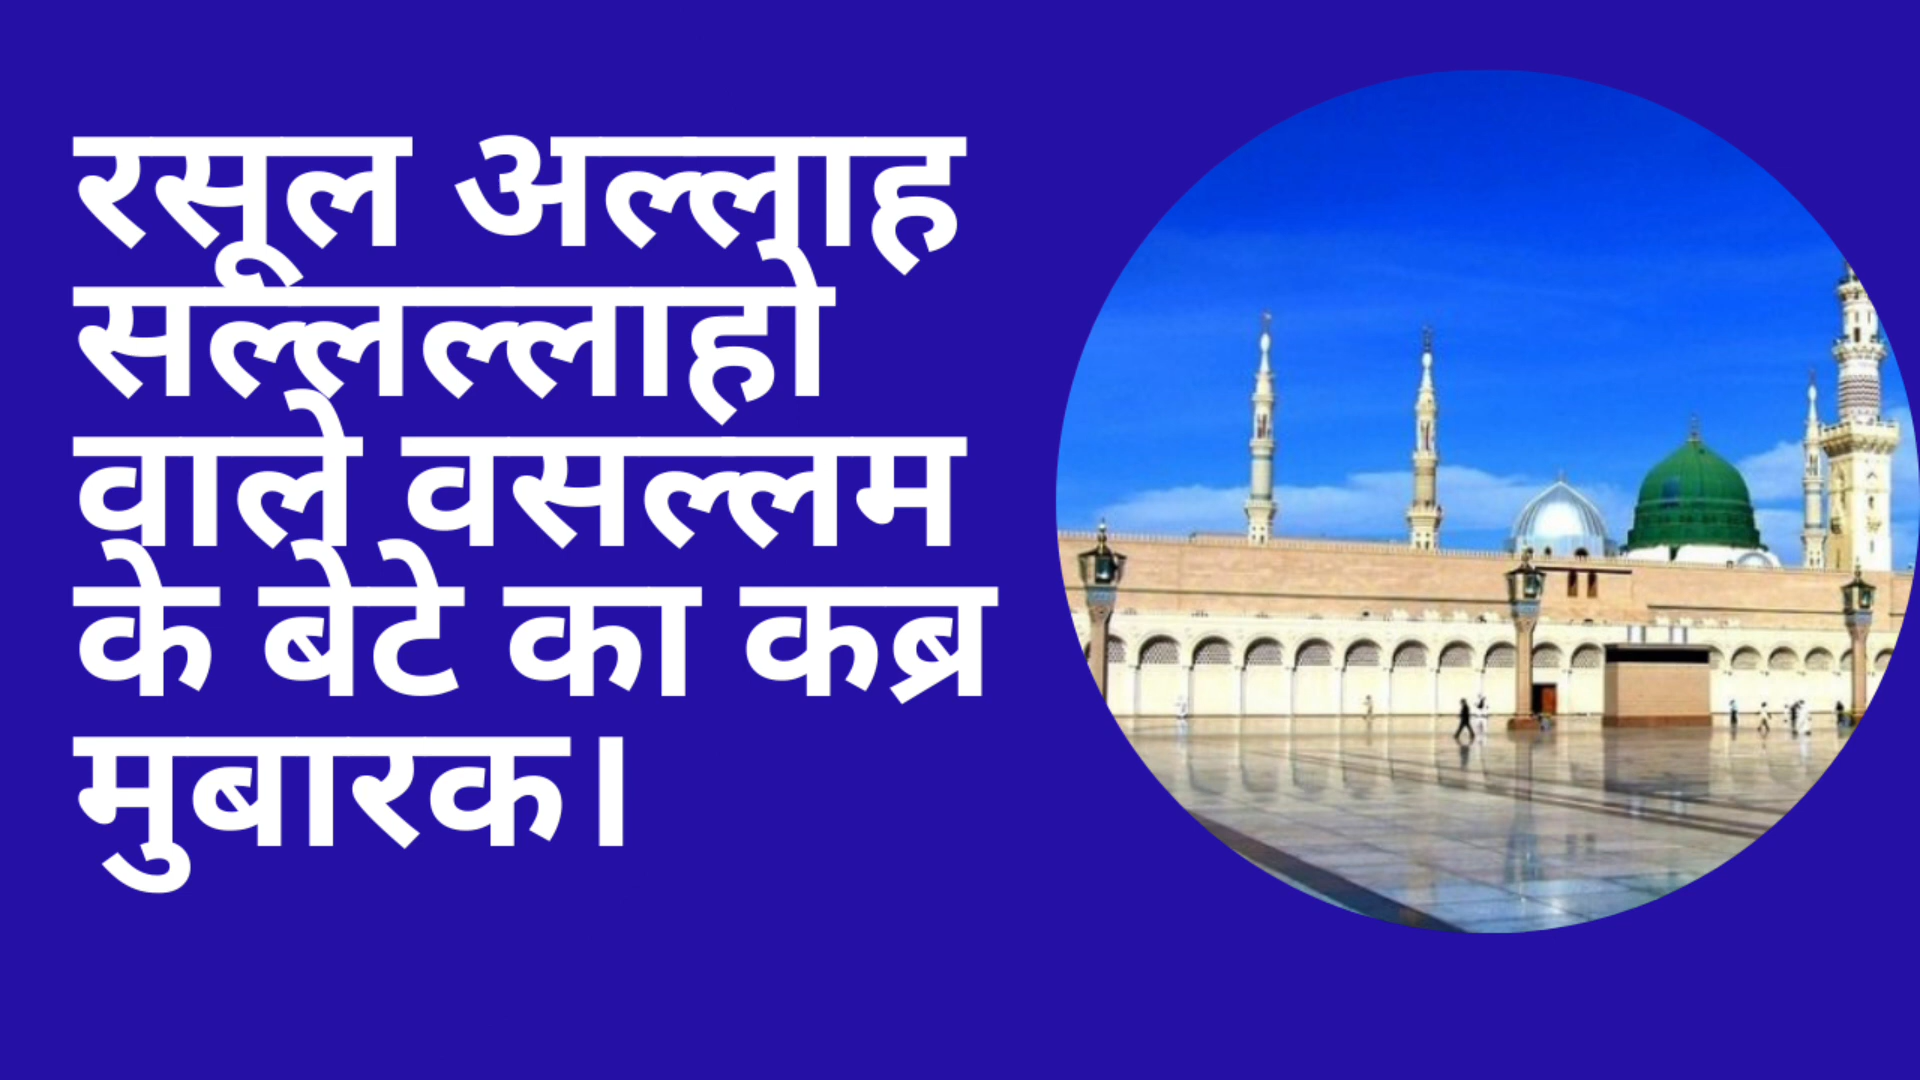 रसूल अल्लाह
सल्लल्लाहो
वाले वसल्लम
के बेटे का कब्र
मुबारक।